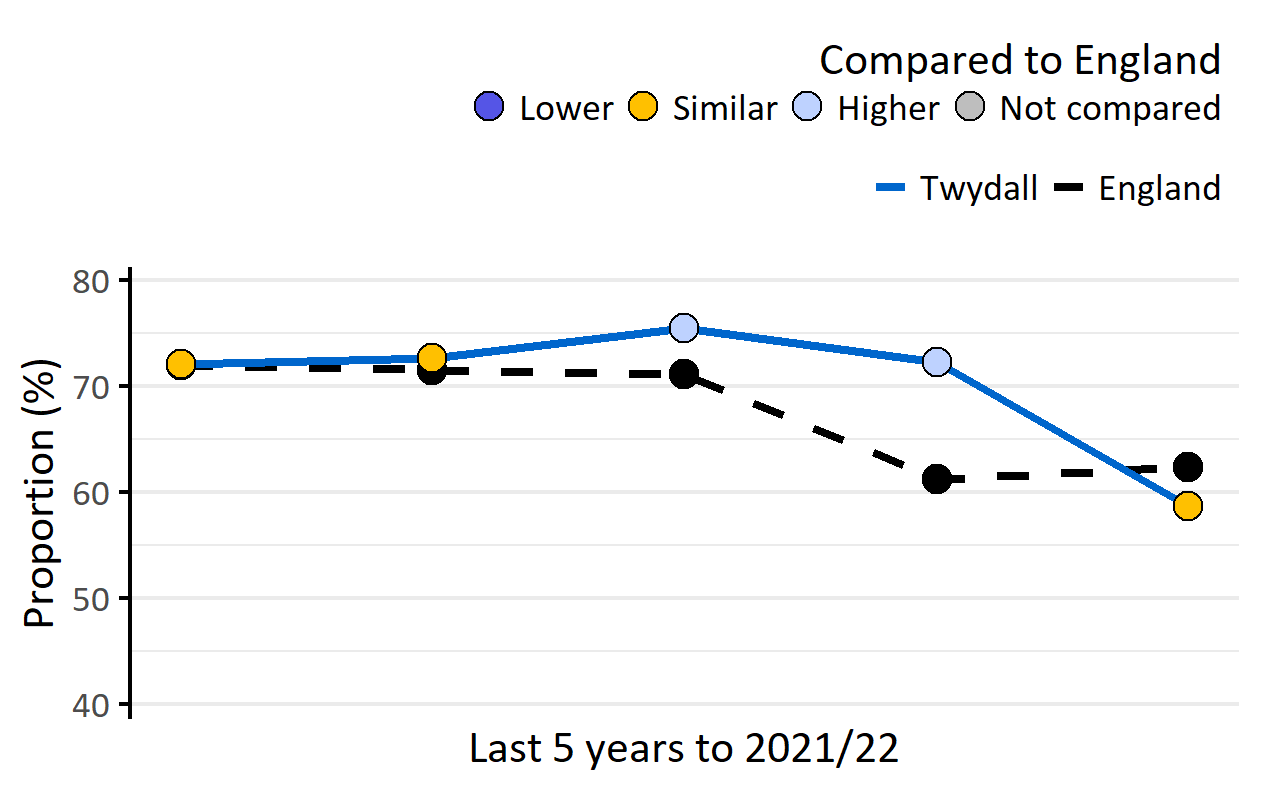 Compared to England
Lower Similar Higher Not compared
Twydall England
80
70
60
50
40
Proportion (%)
Last 5 years to 2021/22